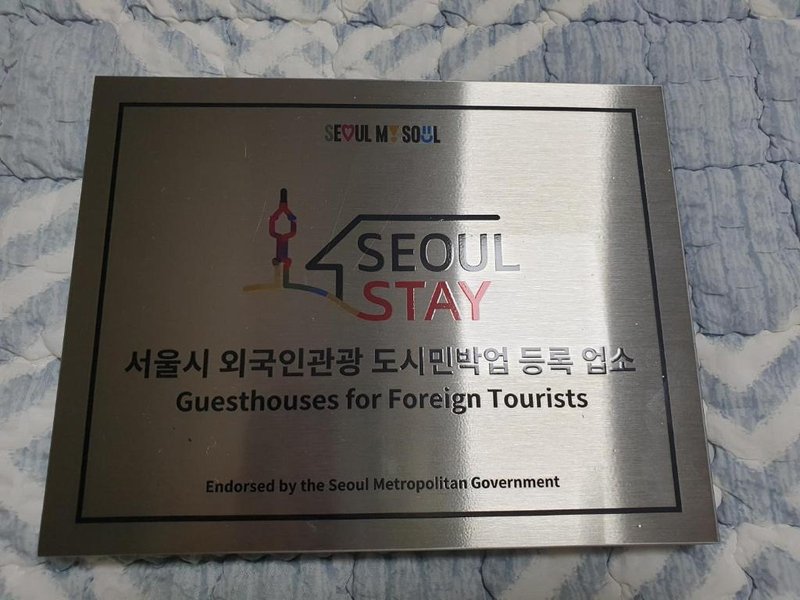 SEOUL MY SOUL
SEOUL
STAY
서울시 외국인관광 도시민박업 등록 업소
Guesthouses for Foreign Tourists
Endorsed by the Seoul Metropolitan Government